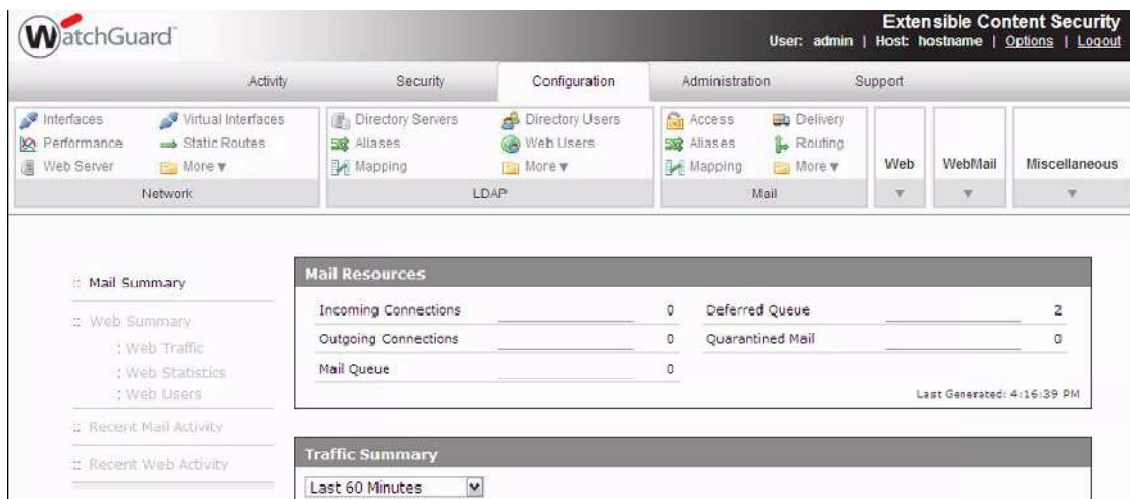 WatchGuard
Extensible Content Security
User: admin | Host: hostname | Options | Logout
Activity Security Configuration Administration Support
Interfaces Virtual Interfaces Directory Servers Directory Users Access Delivery
Performance Static Routes Aliases Web Users Aliases Routing
Web Server More ▼ Mapping More ▼ Mapping More ▼ Web WebMail Miscellaneous
Network LDAP Mail ▼ ▼ ▼
:: Mail Summary
:: Web Summary
: Web Traffic
: Web Statistics
: Web Users
:: Recent Mail Activity
:: Recent Web Activity
Mail Resources
Incoming Connections 0 Deferred Queue 2
Outgoing Connections 0 Quarantined Mail 0
Mail Queue 0
Last Generated: 4:16:39 PM
Traffic Summary
Last 60 Minutes